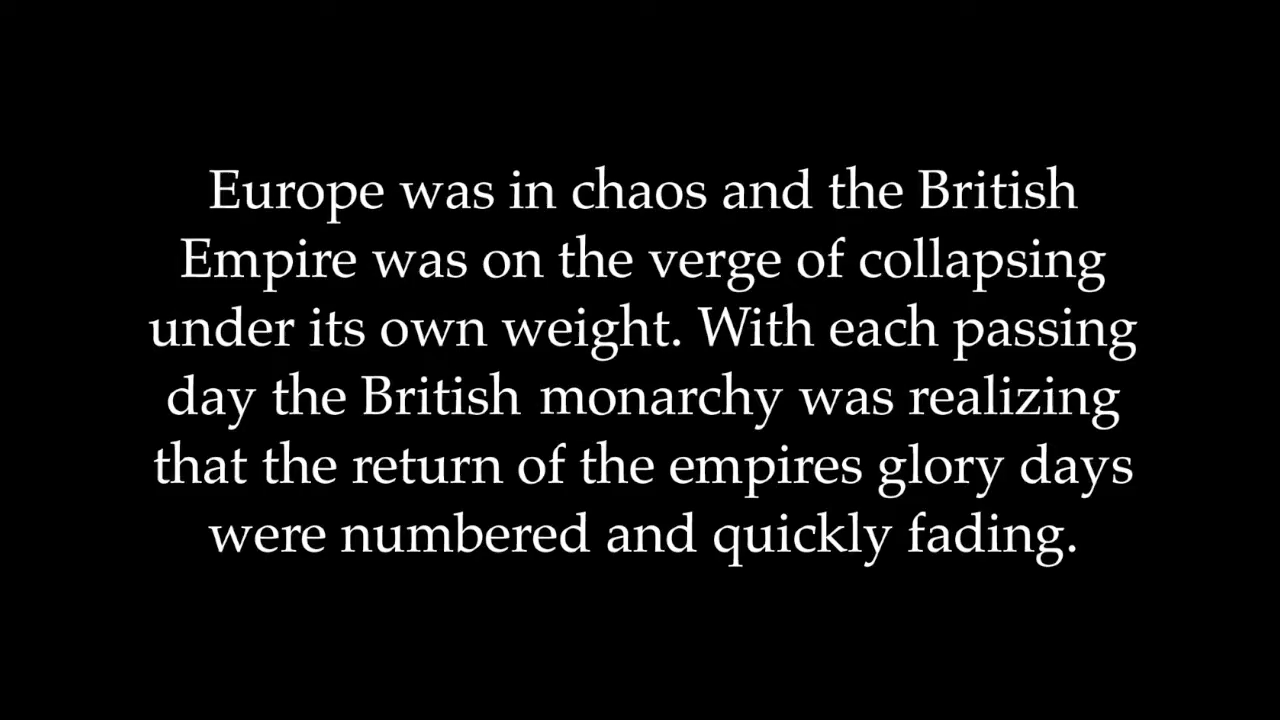 Europe was in chaos and the British
Empire was on the verge of collapsing
under its own weight. With each passing
day the British monarchy was realizing
that the return of the empires glory days
were numbered and quickly fading.